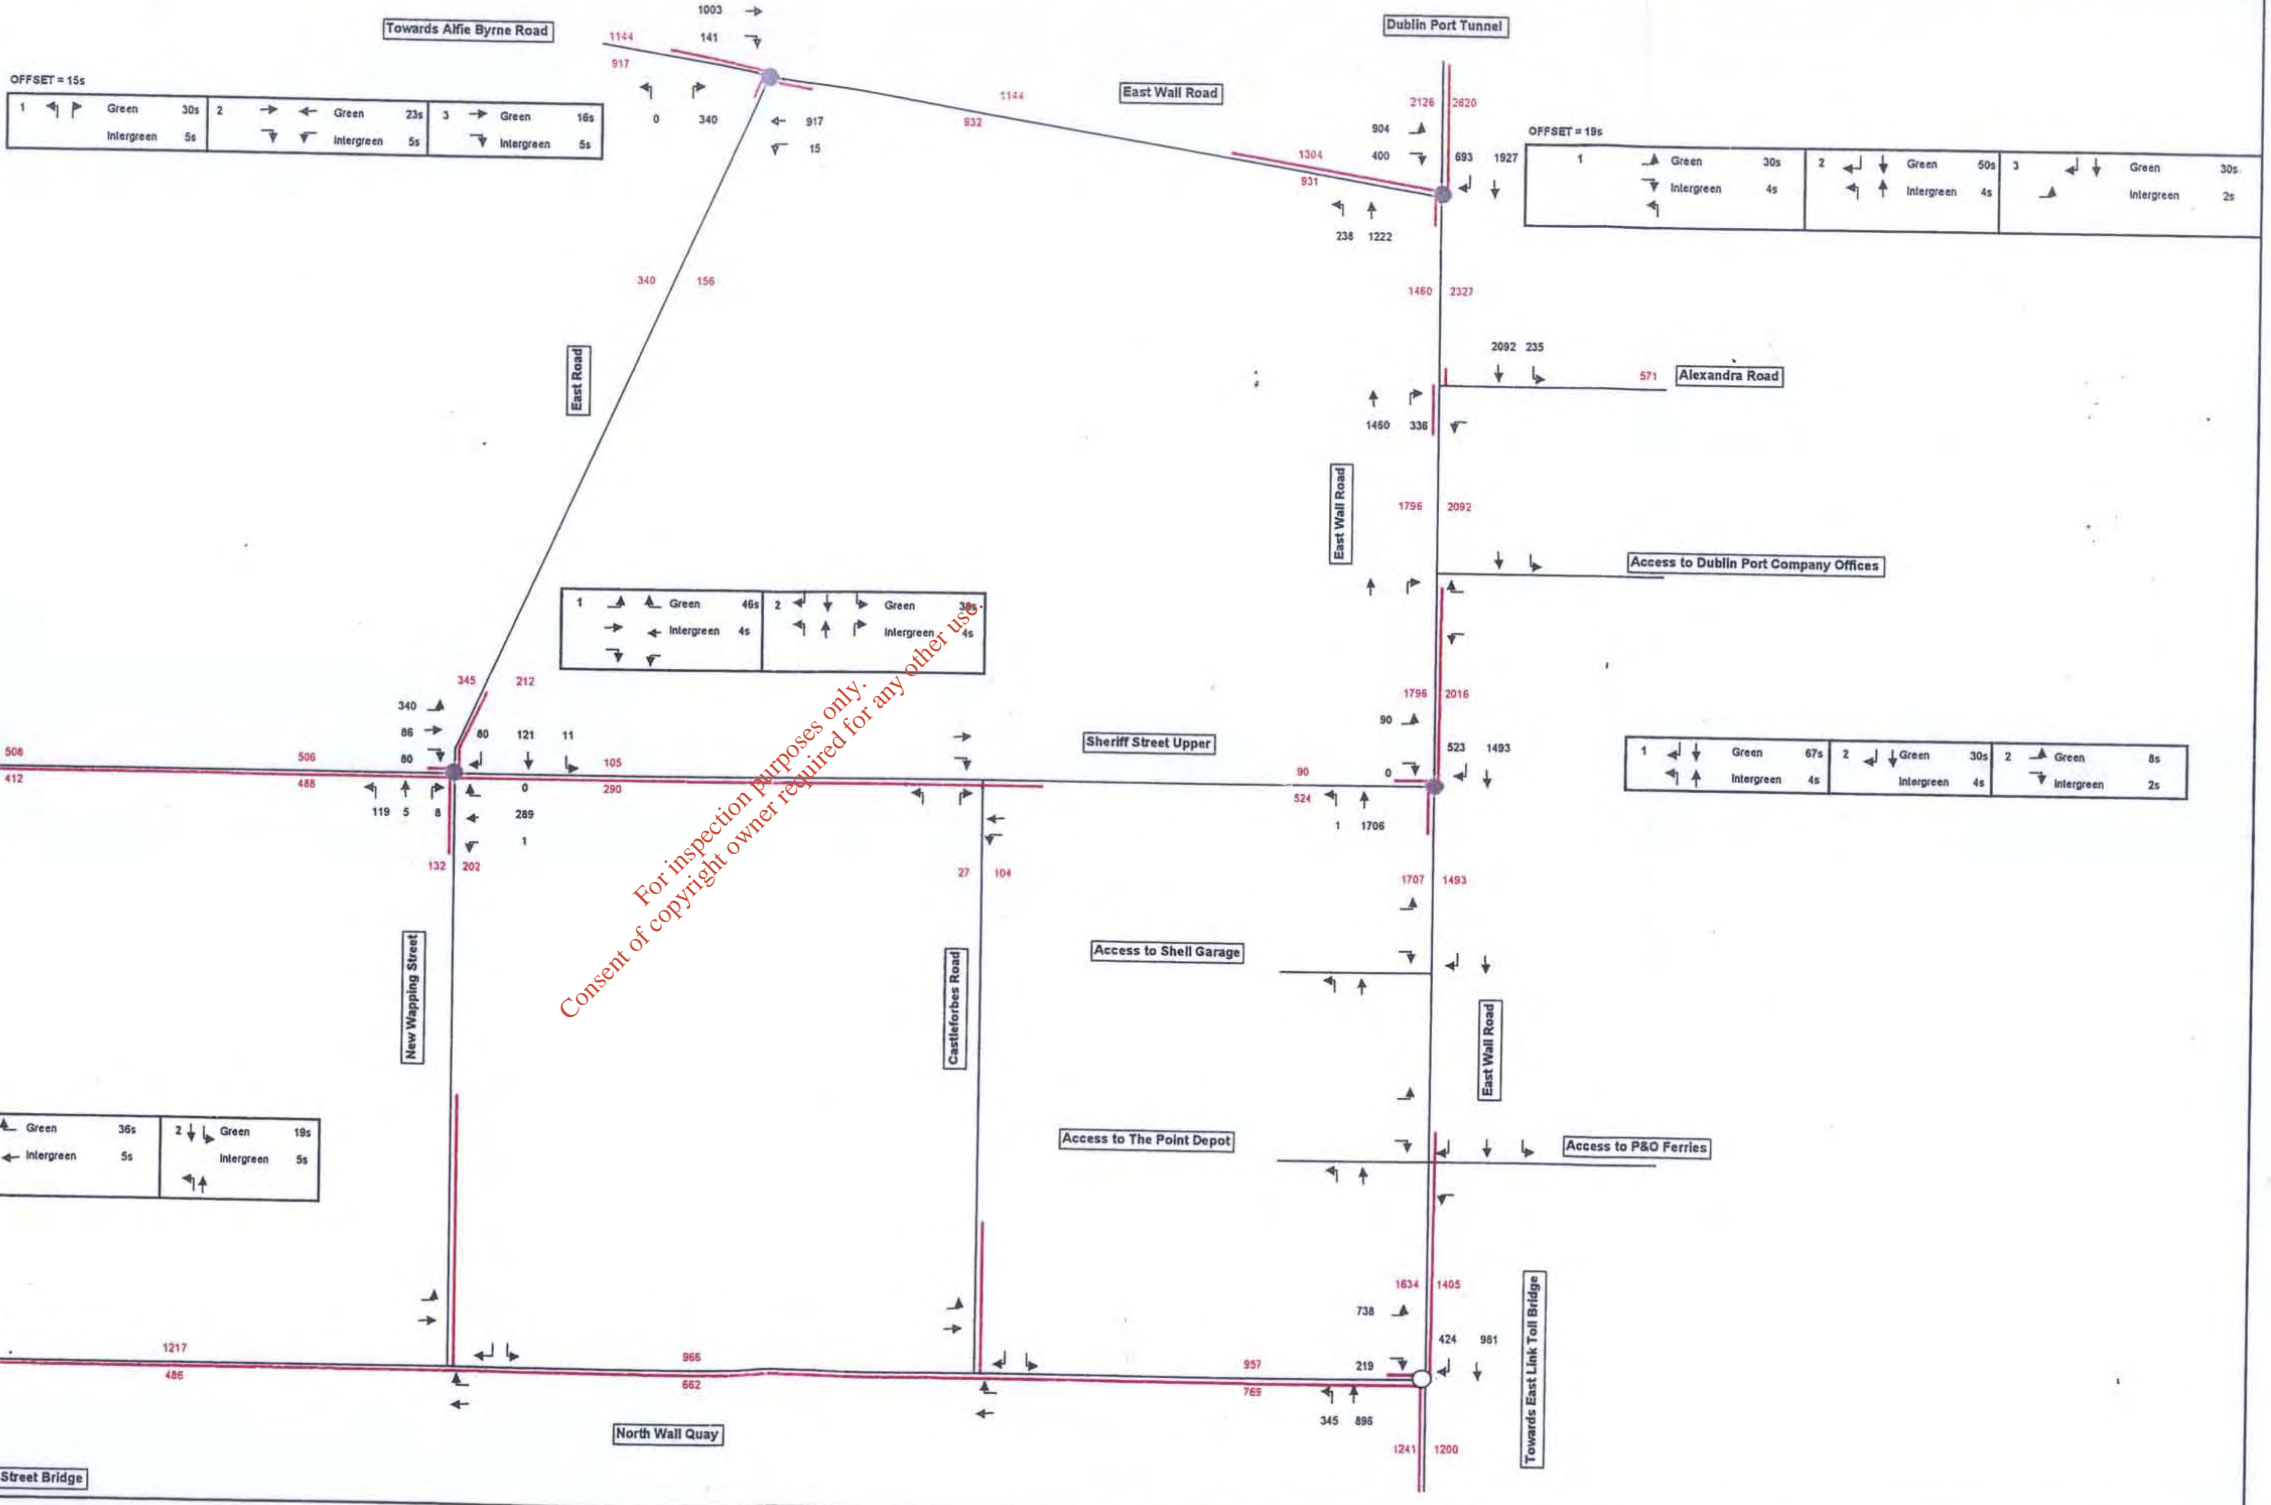 1003
Towards Alfie Byrne Road
1144
141
917
Dublin Port Tunnel
OFFSET = 15s
1 Green 30s 2 Green 23s 3 Green 16s
Intergreen 5s Intergreen 5s Intergreen 5s
0 340
917
15
1144
932
East Wall Road
2126 2620
904
400
693 1927
1304
931
238 1222
OFFSET = 19s
1 Green 30s 2 Green 50s 3 Green 30s
Intergreen 4s Intergreen 4s Intergreen 2s
340 156
1460 2327
East Road
2092 235
571
Alexandra Road
1460 336
East Wall Road
1796 2092
Access to Dublin Port Company Offices
1 Green 46s 2 Green 38s
Intergreen 4s Intergreen 4s
345 212
340
86
80
80 121 11
508
412
506
488
105
290
119 5 8
0
289
1
132 202
Sheriff Street Upper
1796 2016
90
0
523 1493
90
524
1 1706
1 Green 67s 2 Green 30s 2 Green 8s
Intergreen 4s Intergreen 4s Intergreen 2s
27 104
1707 1493
For inspection purposes only.
Consent of copyright owner required for any other use.
New Wapping Street
Castleforbes Road
Access to Shell Garage
East Wall Road
Green 36s 2 Green 19s
Intergreen 5s Intergreen 5s
Access to The Point Depot
Access to P&O Ferries
1634 1405
738
219
424 981
Towards East Link Toll Bridge
1217
486
966
662
957
769
345 896
1241 1200
North Wall Quay
Street Bridge